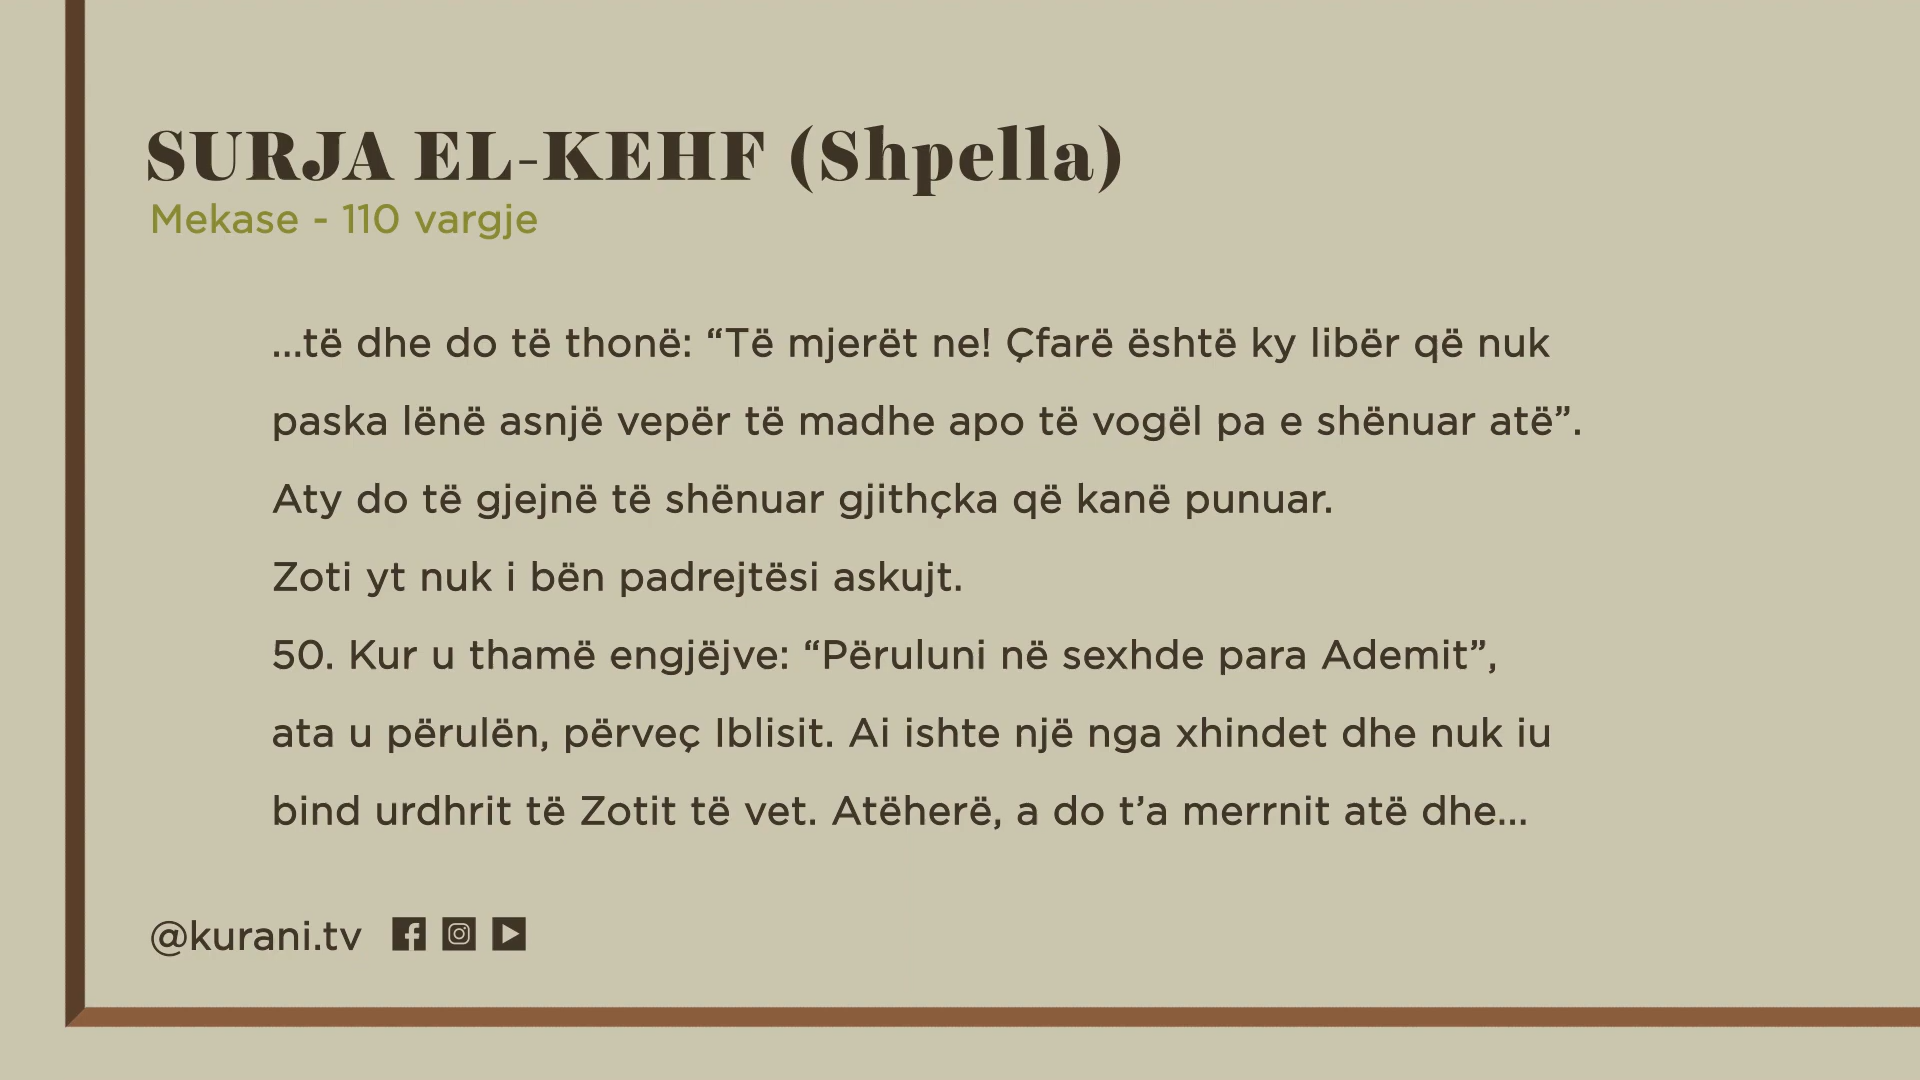 SURJA EL-KEHF (Shpella)
Mekase - 110 vargje
...të dhe do të thonë: “Të mjerët ne! Çfarë është ky libër që nuk
paska lënë asnjë vepër të madhe apo të vogël pa e shënuar atë”.
Aty do të gjejnë të shënuar gjithçka që kanë punuar.
Zoti yt nuk i bën padrejtësi askujt.
50. Kur u thamë engjëjve: “Përuluni në sexhde para Ademit”,
ata u përulën, përveç Iblisit. Ai ishte një nga xhindet dhe nuk iu
bind urdhrit të Zotit të vet. Atëherë, a do t’a merrnit atë dhe...
@kurani.tv